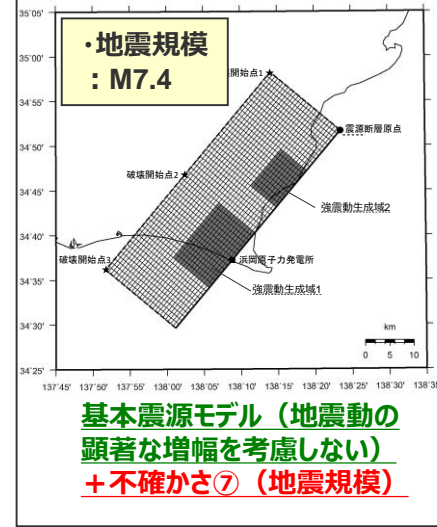 ・地震規模
：M7.4
35˚05'
35˚00'
34˚55'
34˚50'
34˚45'
34˚40'
34˚35'
34˚30'
34˚25'
開始点1
震源断層原点
破壊開始点2
強震動生成域2
破壊開始点3
浜岡原子力発電所
強震動生成域1
km
0 5 10
137˚45' 137˚50' 137˚55' 138˚00' 138˚05' 138˚10' 138˚15' 138˚20' 138˚25' 138˚30' 138˚35'
基本震源モデル（地震動の
顕著な増幅を考慮しない）
＋不確かさ⑦（地震規模）